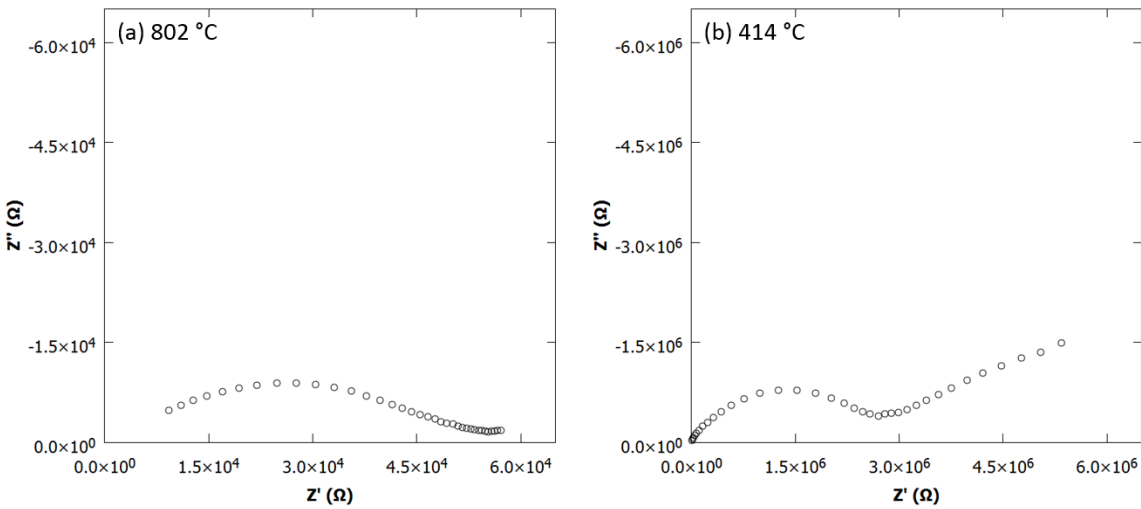 (a) 802 °C
-6.0×10⁴
-4.5×10⁴
-3.0×10⁴
-1.5×10⁴
0.0×10⁰
Z'' (Ω)
0.0×10⁰ 1.5×10⁴ 3.0×10⁴ 4.5×10⁴ 6.0×10⁴
Z' (Ω)
(b) 414 °C
-6.0×10⁶
-4.5×10⁶
-3.0×10⁶
-1.5×10⁶
0.0×10⁰
Z'' (Ω)
0.0×10⁰ 1.5×10⁶ 3.0×10⁶ 4.5×10⁶ 6.0×10⁶
Z' (Ω)